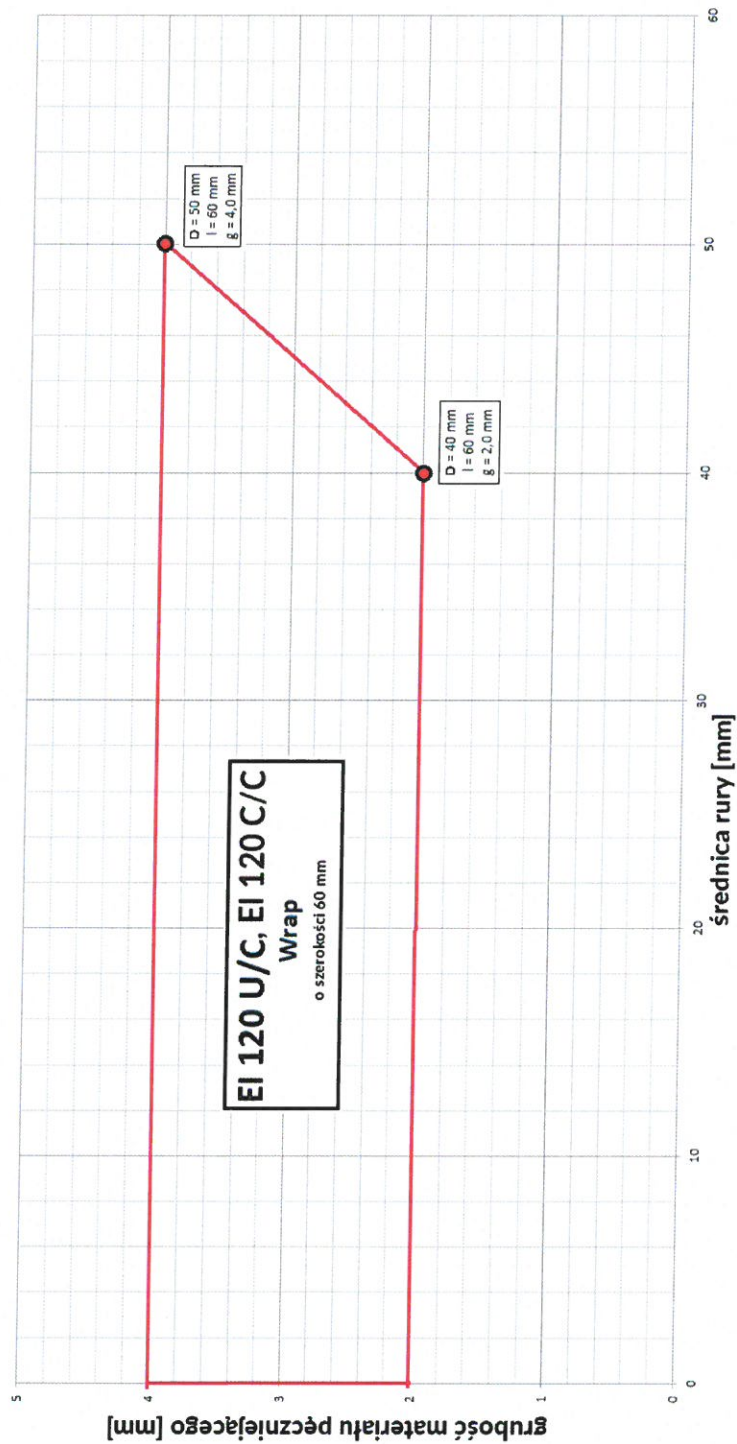 grubość materiału pęczniejącego [mm]
5
4
3
2
1
0
EI 120 U/C, EI 120 C/C
Wrap
o szerokości 60 mm
D = 50 mm
l = 60 mm
g = 4,0 mm
D = 40 mm
l = 60 mm
g = 2,0 mm
0
10
20
30
40
50
60
średnica rury [mm]